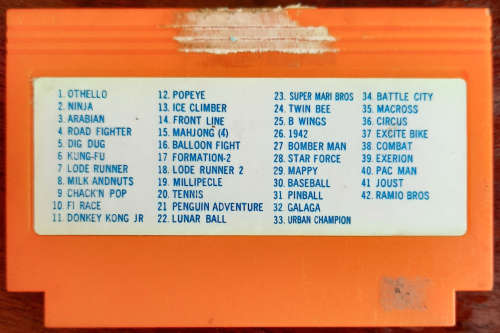 1. OTHELLO
2. NINJA
3. ARABIAN
4. ROAD FIGHTER
5. DIG DUG
6. KUNG-FU
7. LODE RUNNER
8. MILK ANDNUTS
9. CHACK'N POP
10. FI RACE
11. DONKEY KONG JR
12. POPEYE
13. ICE CLIMBER
14. FRONT LINE
15. MAHJONG (4)
16. BALLOON FIGHT
17. FORMATION-2
18. LODE RUNNER 2
19. MILLIPECLE
20. TENNIS
21. PENGUIN ADVENTURE
22. LUNAR BALL
23. SUPER MARI BROS
24. TWIN BEE
25. B WINGS
26. 1942
27. BOMBER MAN
28. STAR FORCE
29. MAPPY
30. BASEBALL
31. PINBALL
32. GALAGA
33. URBAN CHAMPION
34. BATTLE CITY
35. MACROSS
36. CIRCUS
37. EXCITE BIKE
38. COMBAT
39. EXERION
40. PAC MAN
41. JOUST
42. RAMIO BROS